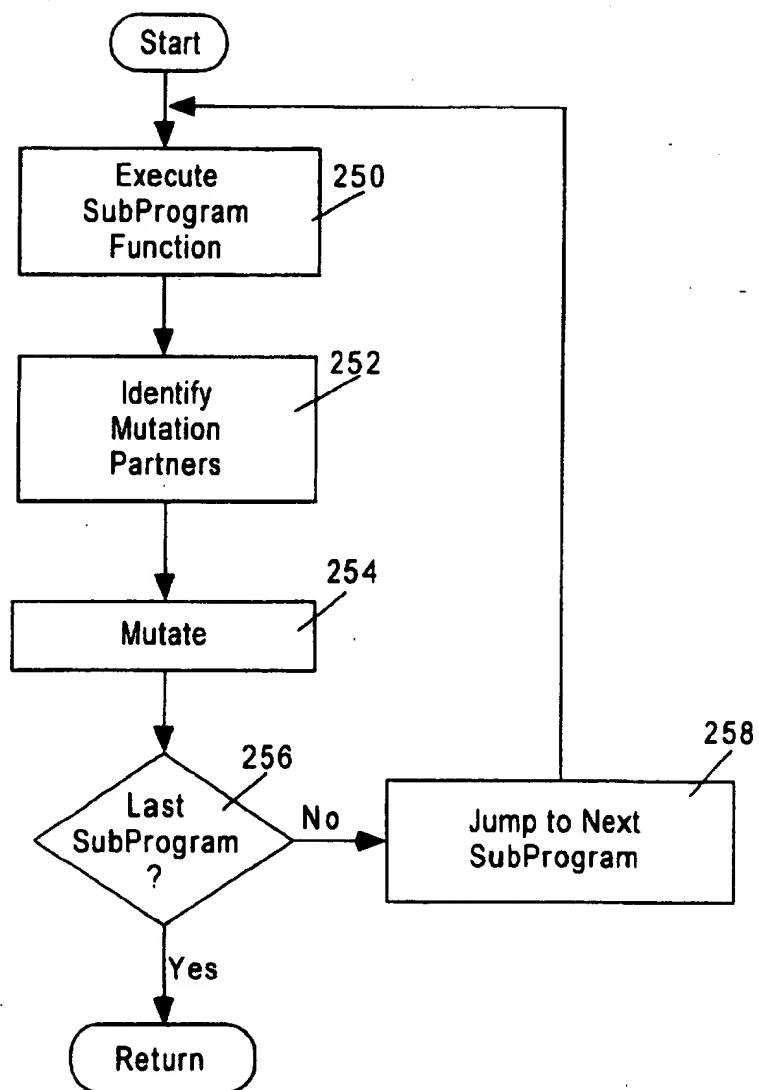 Start
Execute
SubProgram
Function
250
Identify
Mutation
Partners
252
Mutate
254
Last
SubProgram
?
256
No
Jump to Next
SubProgram
258
Yes
Return